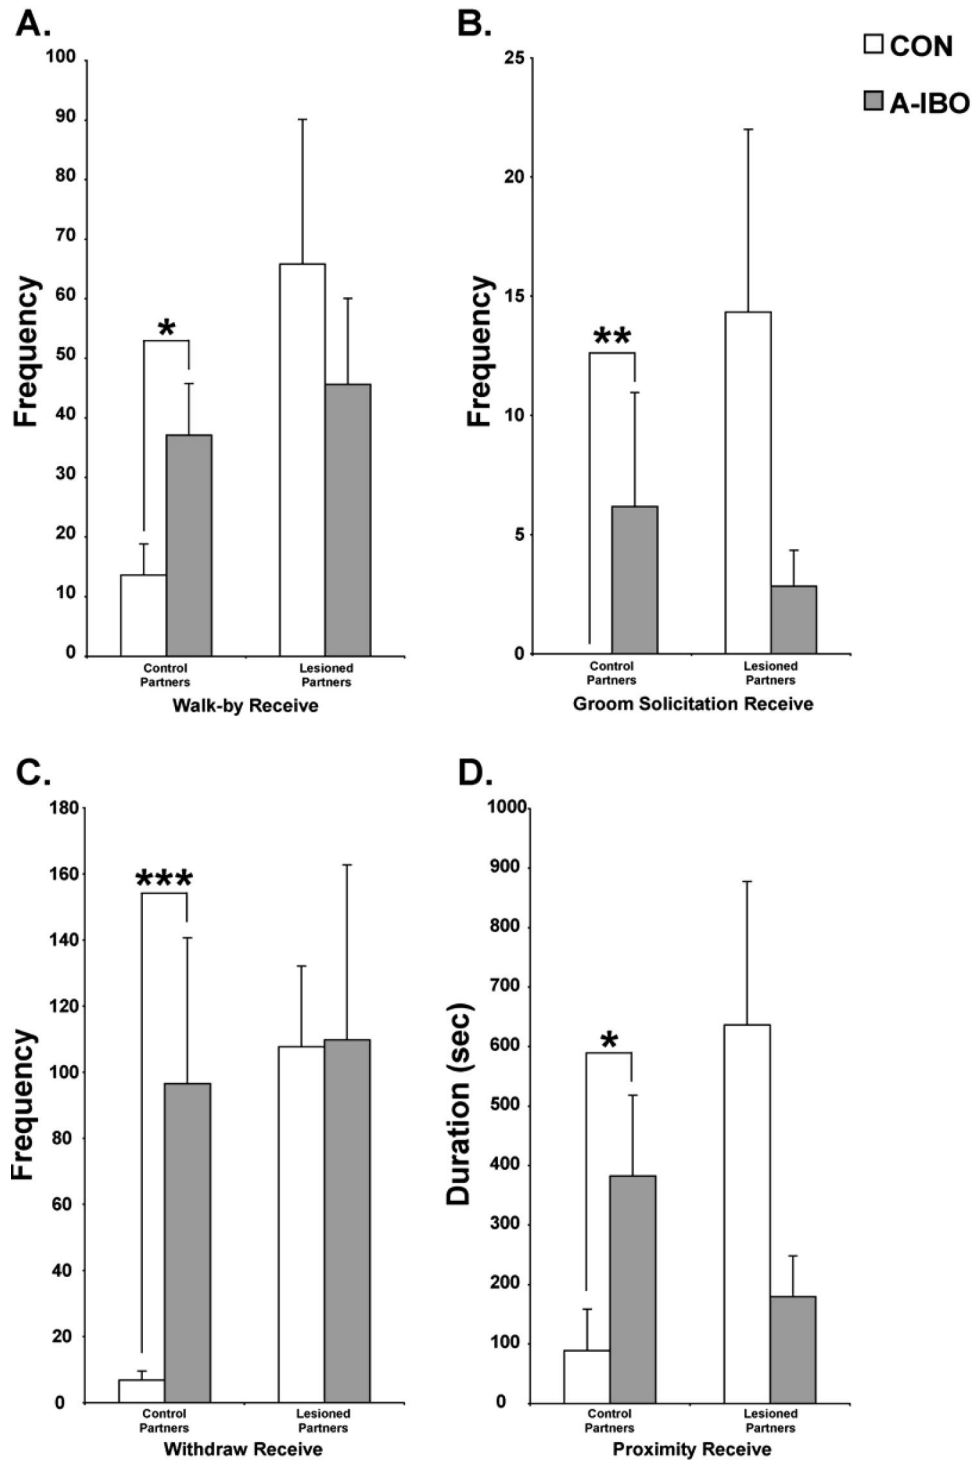 A.
B.
CON
A-IBO
100
90
80
70
60
50
40
30
20
10
0
Frequency
*
Control
Partners
Lesioned
Partners
Walk-by Receive
25
20
15
10
5
0
Frequency
**
Control
Partners
Lesioned
Partners
Groom Solicitation Receive
C.
D.
180
160
140
120
100
80
60
40
20
0
Frequency
***
Control
Partners
Lesioned
Partners
Withdraw Receive
1000
900
800
700
600
500
400
300
200
100
0
Duration (sec)
*
Control
Partners
Lesioned
Partners
Proximity Receive